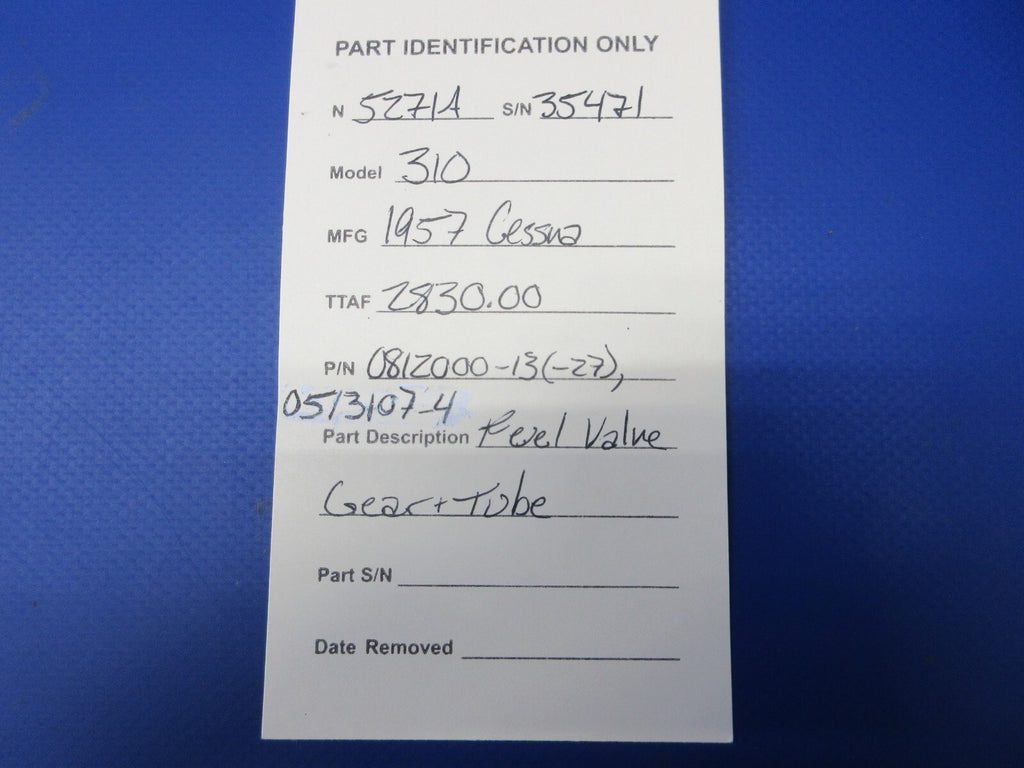 PART IDENTIFICATION ONLY
N 5271A S/N 35471
Model 310
MFG 1957 Cessna
TTAF 2830.00
P/N 0812000-13(-27),
0513107-4
Part Description Fuel Valve
Gear + Tube
Part S/N
Date Removed